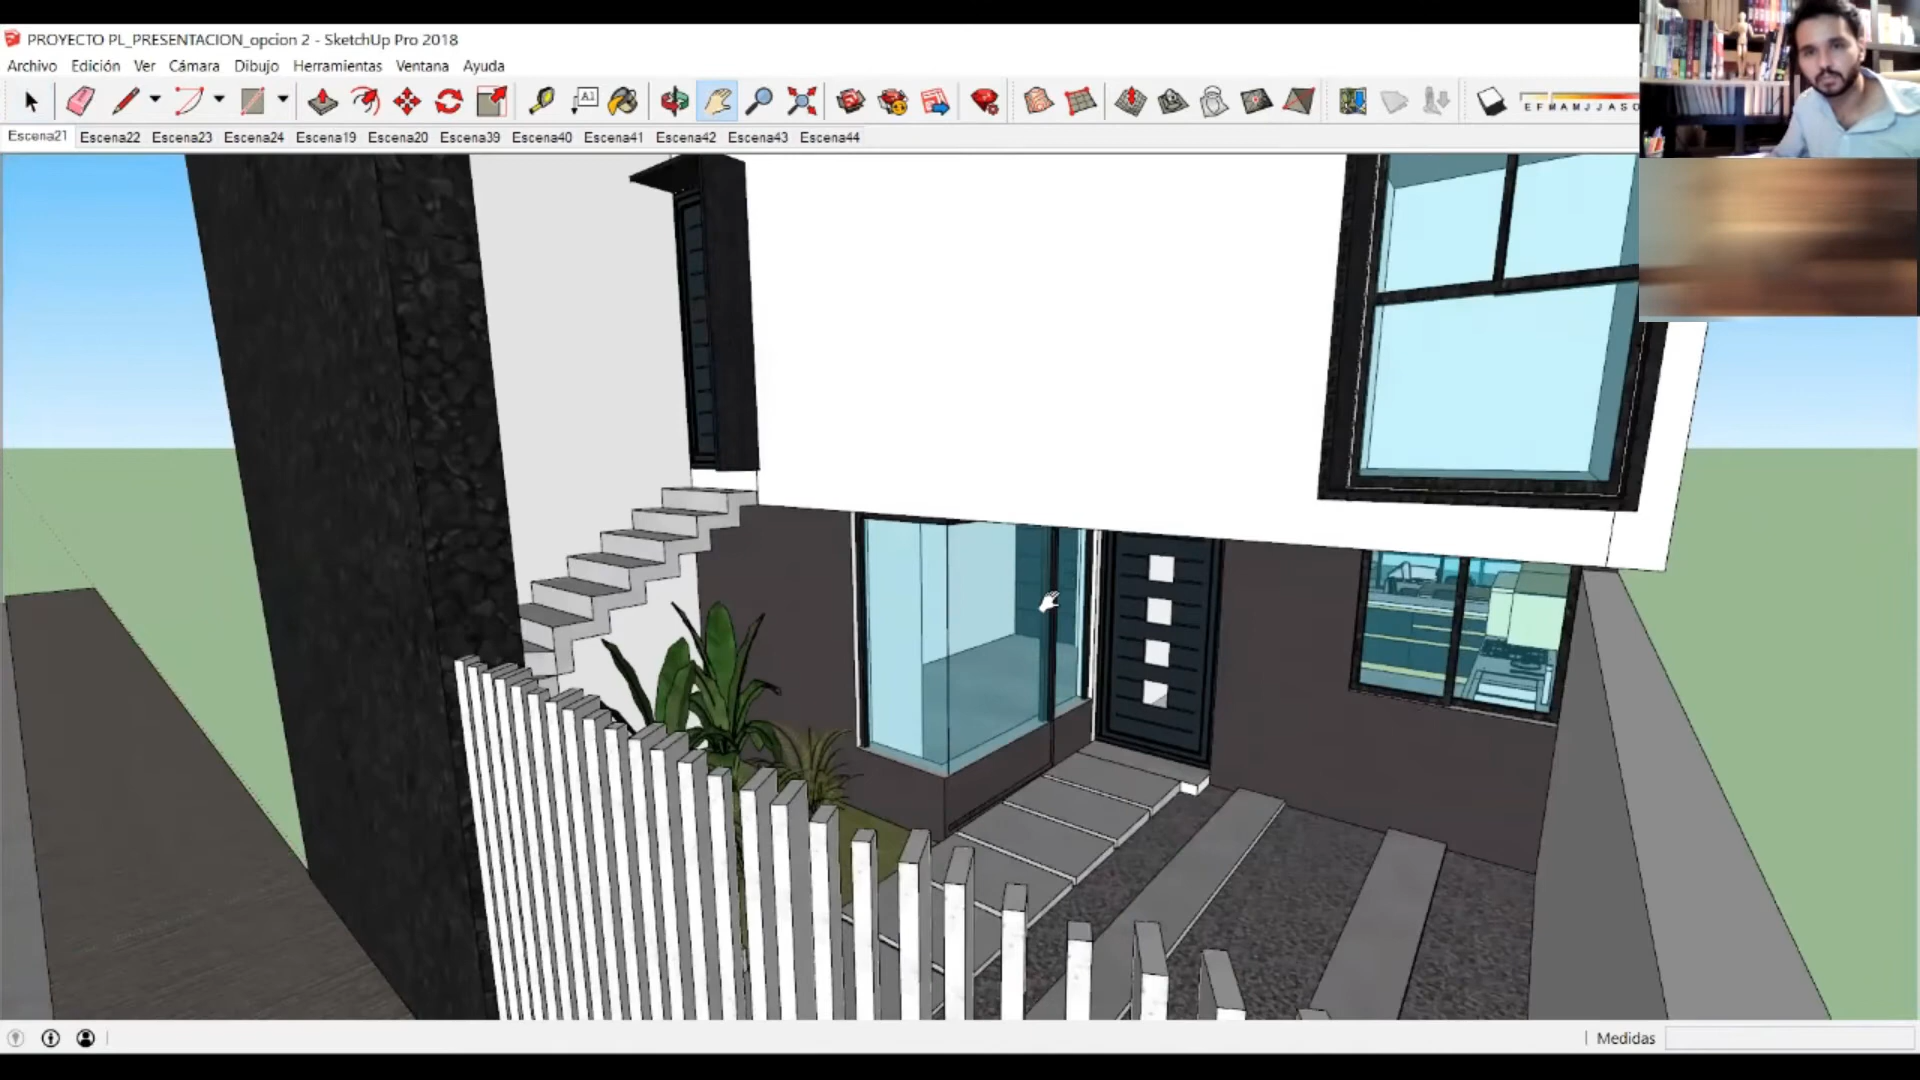 PROYECTO PL_PRESENTACION_opcion 2 - SketchUp Pro 2018
Archivo Edición Ver Cámara Dibujo Herramientas Ventana Ayuda
A1
E F M A M J J A S O
Escena21 Escena22 Escena23 Escena24 Escena19 Escena20 Escena39 Escena40 Escena41 Escena42 Escena43 Escena44
Medidas